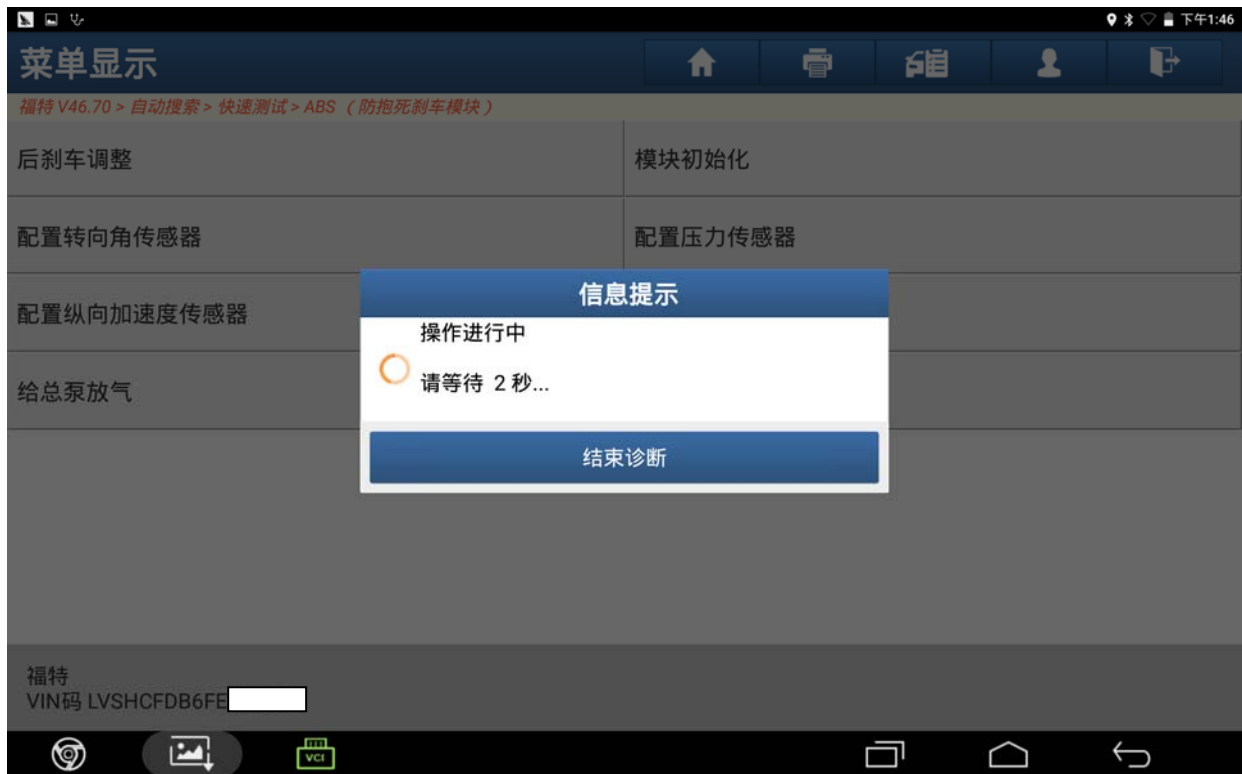 下午1:46
菜单显示
福特 V46.70 > 自动搜索 > 快速测试 > ABS （防抱死刹车模块）
后刹车调整
模块初始化
配置转向角传感器
配置压力传感器
配置纵向加速度传感器
给总泵放气
信息提示
操作进行中
请等待 2 秒...
结束诊断
福特
VIN码 LVSHCFDB6FE
VCI